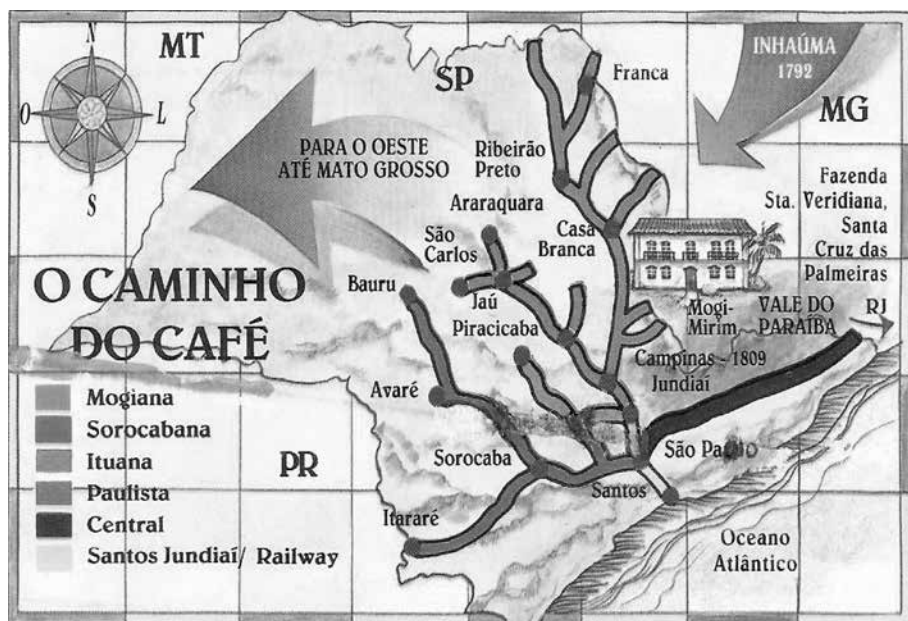 N
O
L
S
MT
SP
INHAÚMA
1792
MG
Franca
PARA O OESTE
ATÉ MATO GROSSO
Ribeirão
Preto
Araraquara
Fazenda
Sta. Veridiana,
Santa
Cruz das
Palmeiras
São
Carlos
Casa
Branca
O CAMINHO
DO CAFÉ
Bauru
Jaú
Piracicaba
Mogi-
Mirim
VALE DO
PARAÍBA
RJ
Campinas - 1809
Jundiaí
Avaré
Mogiana
Sorocabana
Ituana
Paulista
Central
Santos Jundiaí/ Railway
PR
Sorocaba
São Paulo
Santos
Itararé
Oceano
Atlântico